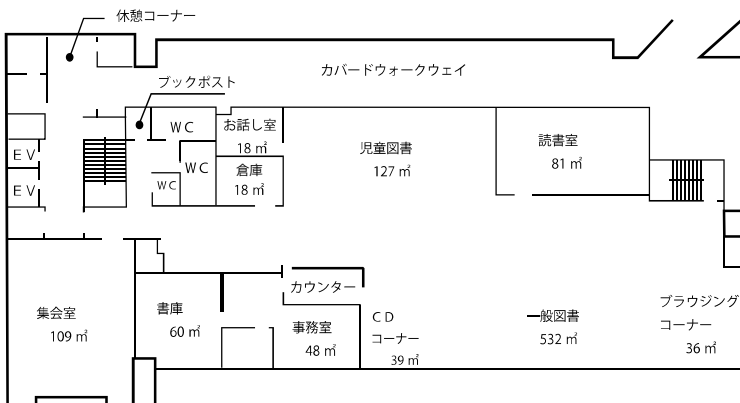 休憩コーナー
カバードウォークウェイ
ブックポスト
WC
お話し室
18㎡
児童図書
127㎡
読書室
81㎡
EV
WC
倉庫
18㎡
WC
EV
集会室
109㎡
書庫
60㎡
カウンター
事務室
48㎡
CD
コーナー
39㎡
一般図書
532㎡
ブラウジング
コーナー
36㎡